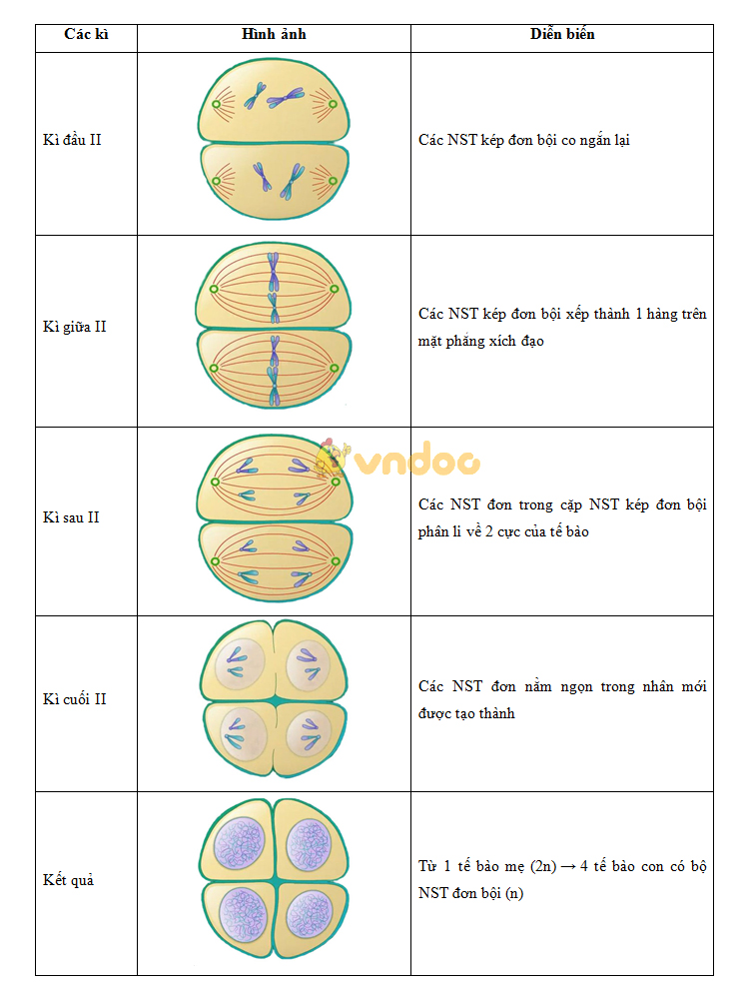 Các kì
Hình ảnh
Diễn biến
Kì đầu II
Các NST kép đơn bội co ngắn lại
Kì giữa II
Các NST kép đơn bội xếp thành 1 hàng trên
mặt phẳng xích đạo
vndoc
Kì sau II
Các NST đơn trong cặp NST kép đơn bội
phân li về 2 cực của tế bào
Kì cuối II
Các NST đơn nằm ngọn trong nhân mới
được tạo thành
Kết quả
Từ 1 tế bào mẹ (2n) → 4 tế bào con có bộ
NST đơn bội (n)